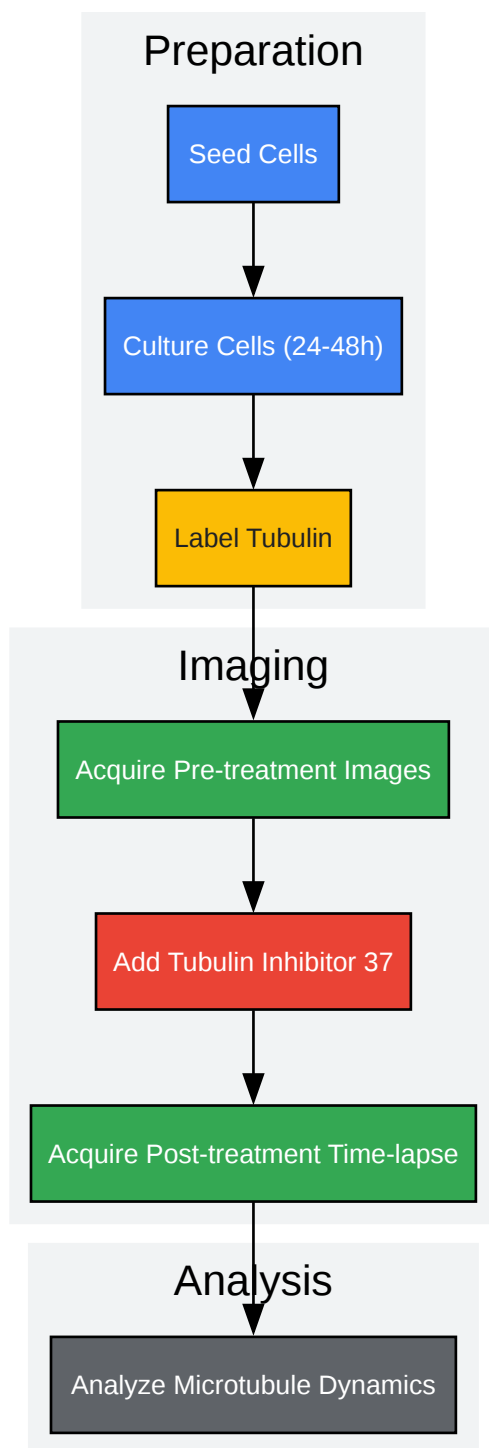 Preparation
Seed Cells
Culture Cells (24-48h)
Label Tubulin
Imaging
Acquire Pre-treatment Images
Add Tubulin Inhibitor 37
Acquire Post-treatment Time-lapse
Analysis
Analyze Microtubule Dynamics